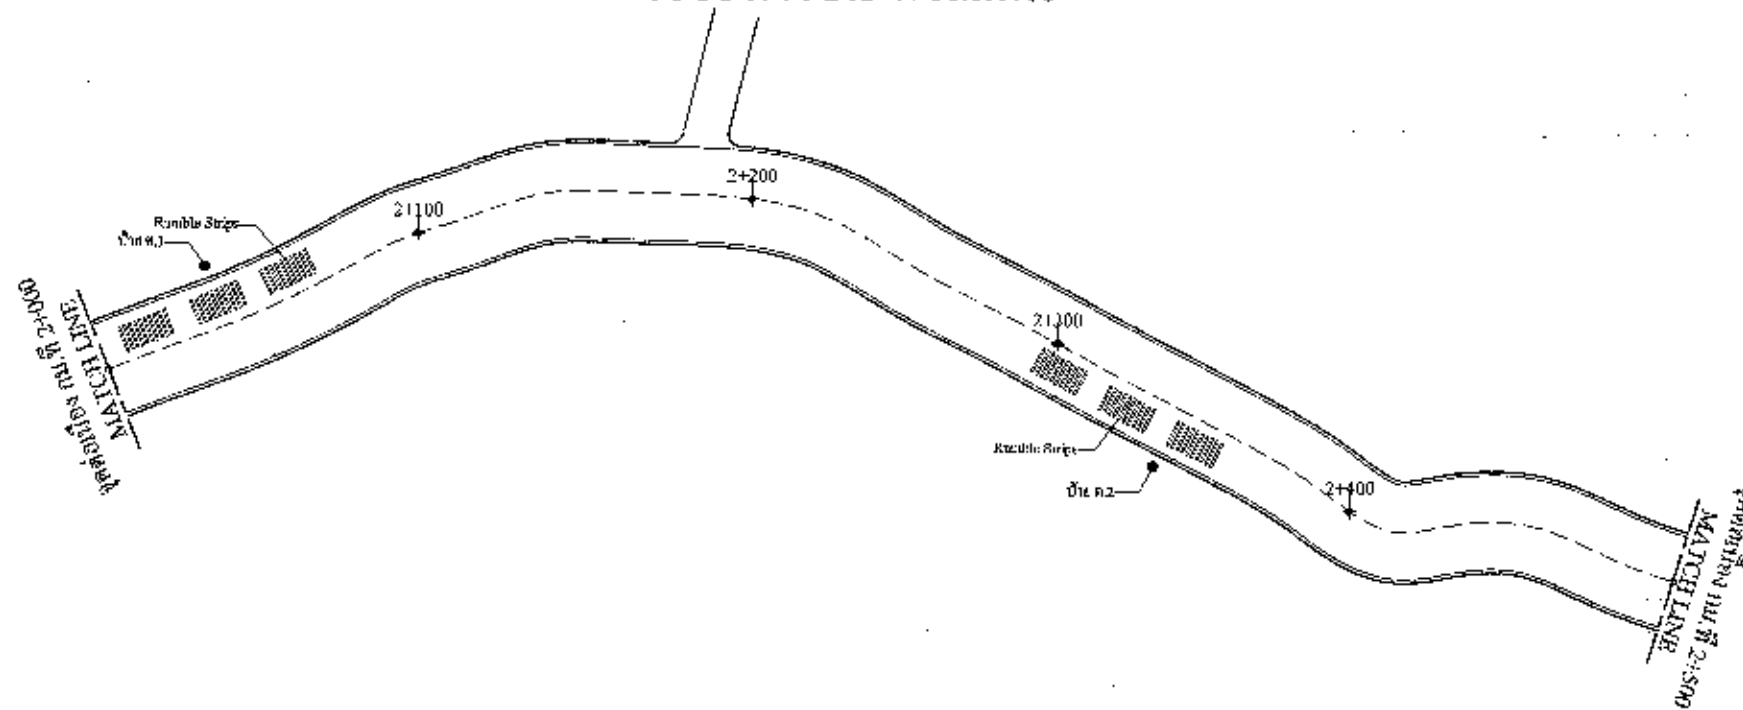 2+200
2+100
Rumble Strips
MATCH LINE
จุดต่อเนื่อง กม.ที่ 2+000
2+300
Rumble Strips
ป้าย ต.2
2+400
MATCH LINE
กม.ที่ 2+500